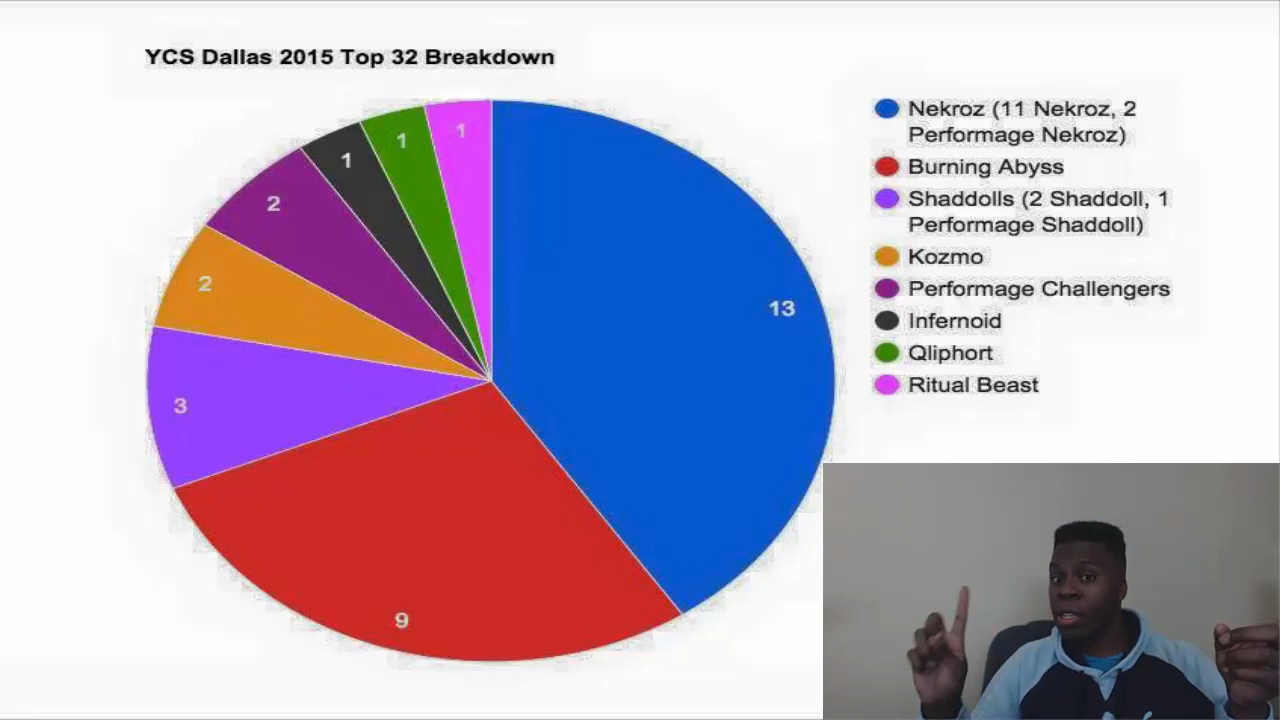 YCS Dallas 2015 Top 32 Breakdown
1
1
1
2
2
3
9
13
Nekroz (11 Nekroz, 2
Performage Nekroz)
Burning Abyss
Shaddolls (2 Shaddoll, 1
Performage Shaddoll)
Kozmo
Performage Challengers
Infernoid
Qliphort
Ritual Beast